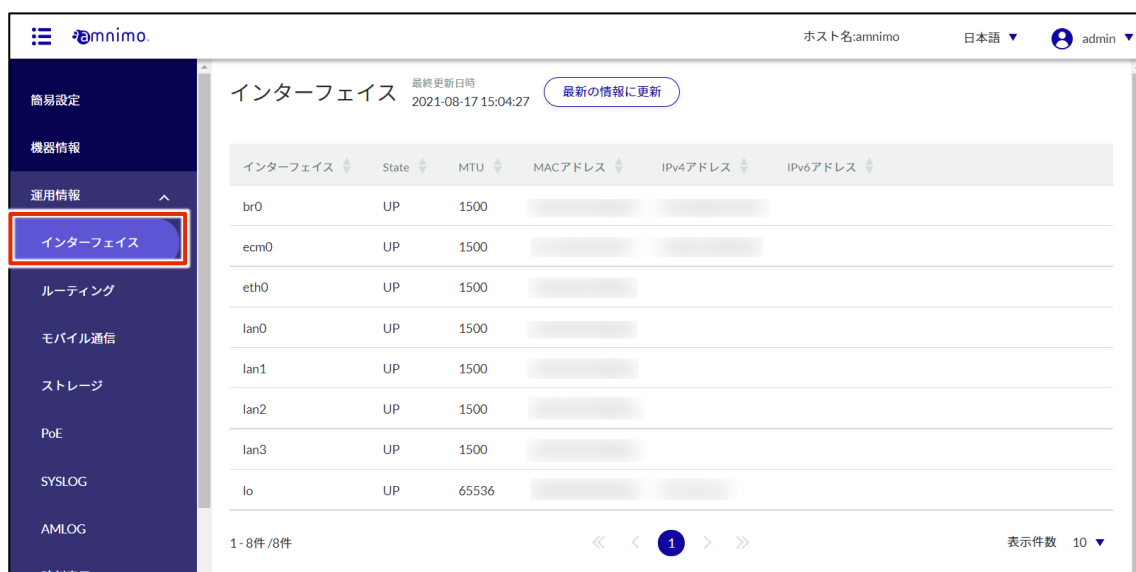 amnimo
ホスト名:amnimo
日本語 ▼
admin ▼
簡易設定
機器情報
運用情報
インターフェイス
ルーティング
モバイル通信
ストレージ
PoE
SYSLOG
AMLOG
インターフェイス
最終更新日時
2021-08-17 15:04:27
最新の情報に更新
インターフェイス State MTU MACアドレス IPv4アドレス IPv6アドレス
br0 UP 1500
ecm0 UP 1500
eth0 UP 1500
lan0 UP 1500
lan1 UP 1500
lan2 UP 1500
lan3 UP 1500
lo UP 65536
1 - 8件 /8件
1
表示件数 10 ▼